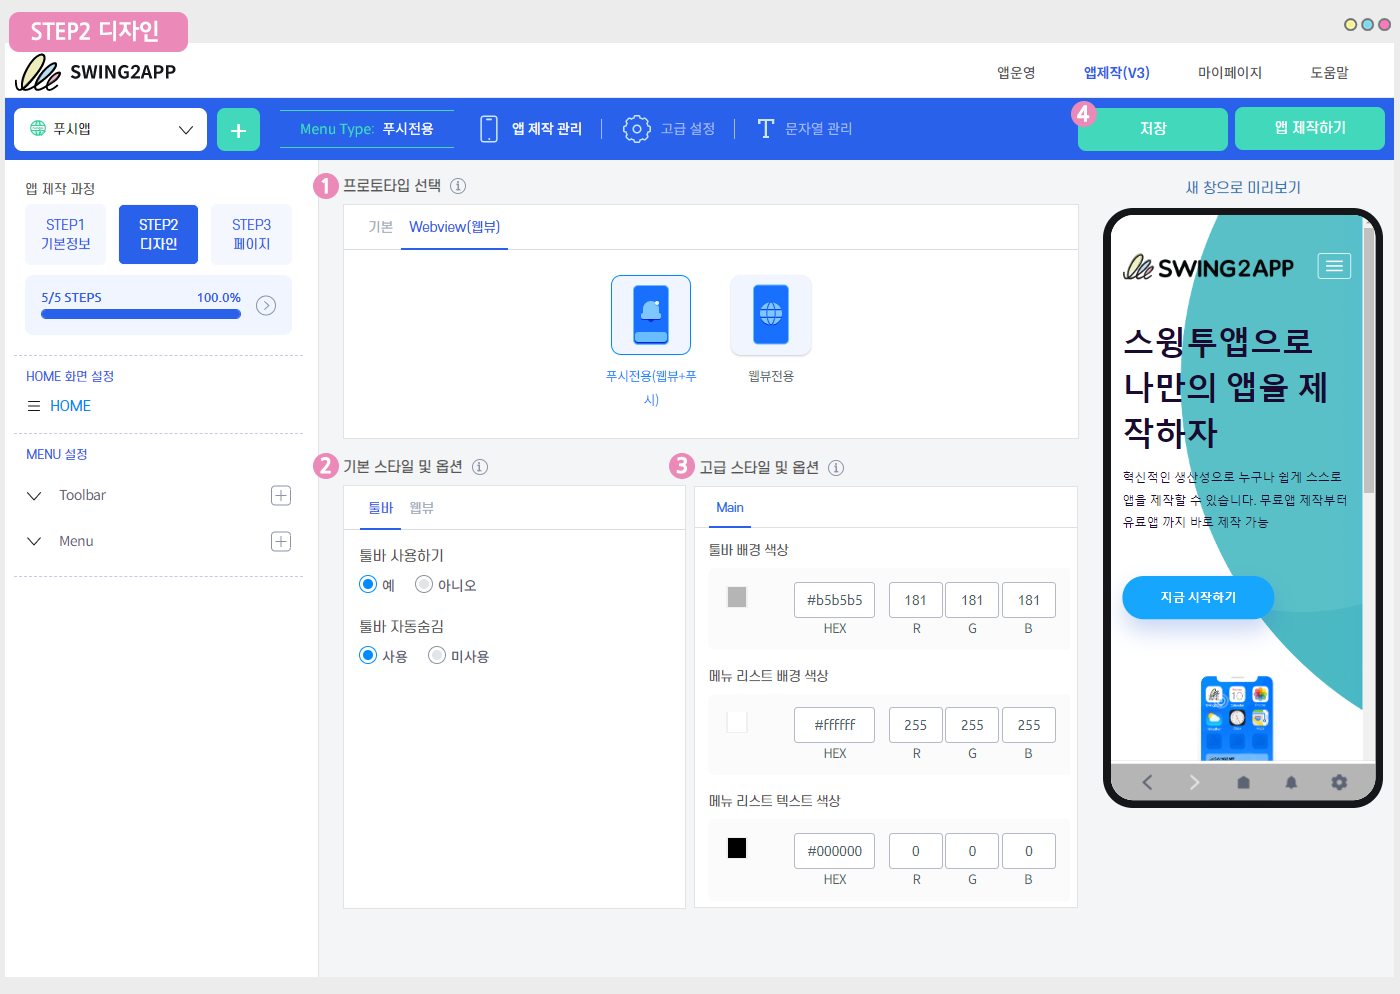 STEP2 디자인
SWING2APP
앱운영
앱제작(V3)
마이페이지
도움말
푸시앱
+
Menu Type: 푸시전용
앱 제작 관리
고급 설정
문자열 관리
4
저장
앱 제작하기
앱 제작 과정
STEP1
기본정보
STEP2
디자인
STEP3
페이지
5/5 STEPS
100.0%
HOME 화면 설정
HOME
MENU 설정
Toolbar
Menu
1
프로토타입 선택
기본
Webview(웹뷰)
푸시전용(웹뷰+푸
시)
웹뷰전용
2
기본 스타일 및 옵션
툴바
웹뷰
툴바 사용하기
예
아니오
툴바 자동숨김
사용
미사용
3
고급 스타일 및 옵션
Main
툴바 배경 색상
#b5b5b5
181
181
181
HEX
R
G
B
메뉴 리스트 배경 색상
#ffffff
255
255
255
HEX
R
G
B
메뉴 리스트 텍스트 색상
#000000
0
0
0
HEX
R
G
B
새 창으로 미리보기
SWING2APP
스윙투앱으로
나만의 앱을 제
작하자
혁신적인 생산성으로 누구나 쉽게 스스로
앱을 제작할 수 있습니다. 무료앱 제작부터
유료앱 까지 바로 제작 가능
지금 시작하기